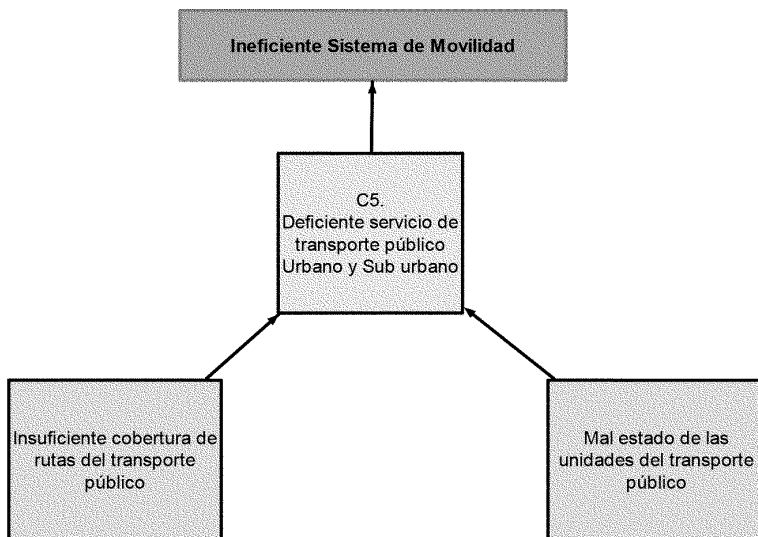 Ineficiente Sistema de Movilidad
C5.
Deficiente servicio de
transporte público
Urbano y Sub urbano
Insuficiente cobertura de
rutas del transporte
público
Mal estado de las
unidades del transporte
público